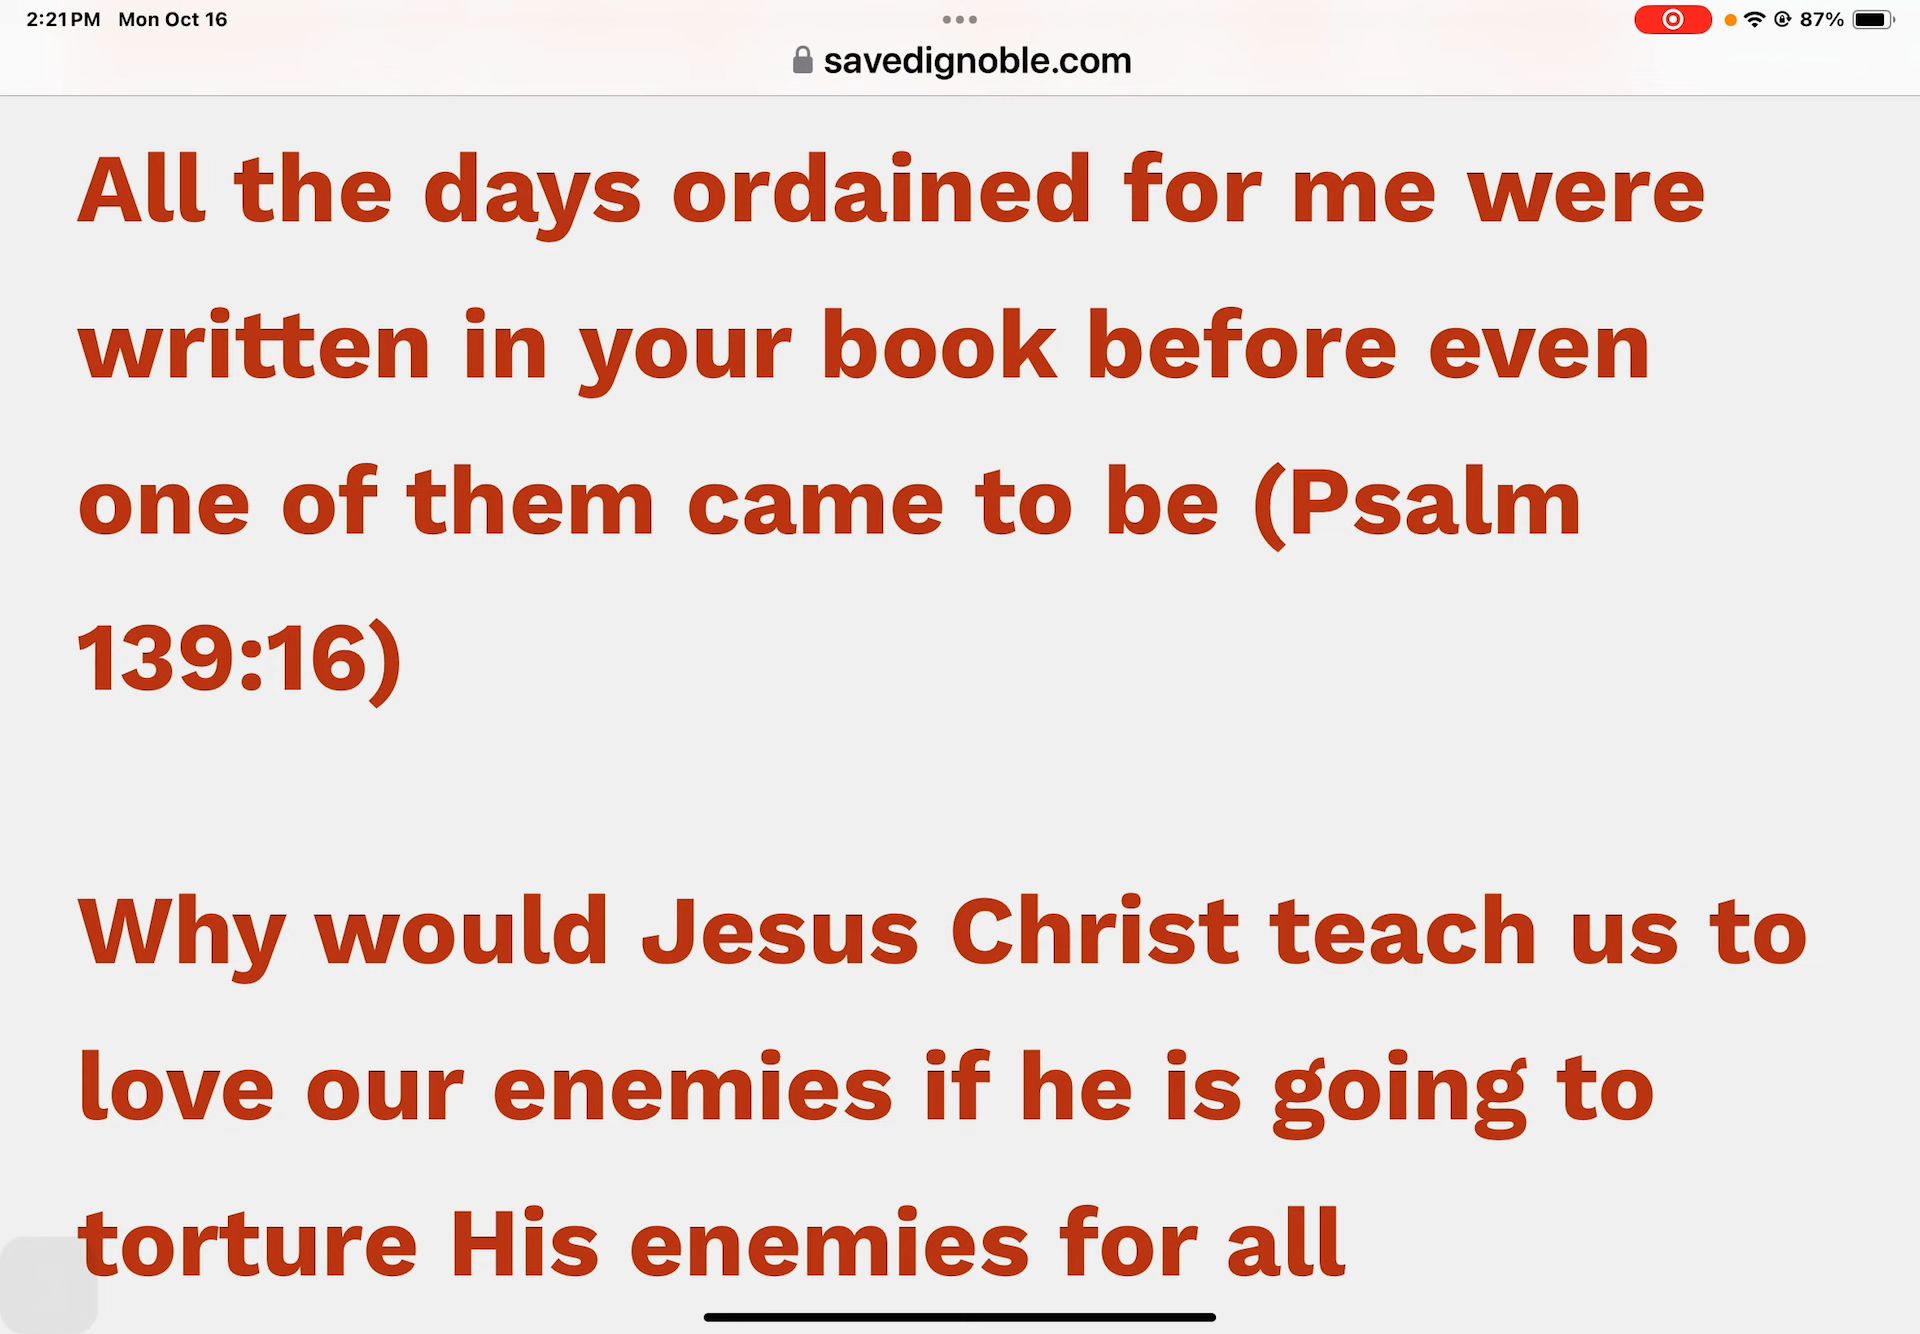 2:21 PM Mon Oct 16
87%
savedignoble.com
All the days ordained for me were
written in your book before even
one of them came to be (Psalm
139:16)
Why would Jesus Christ teach us to
love our enemies if he is going to
torture His enemies for all